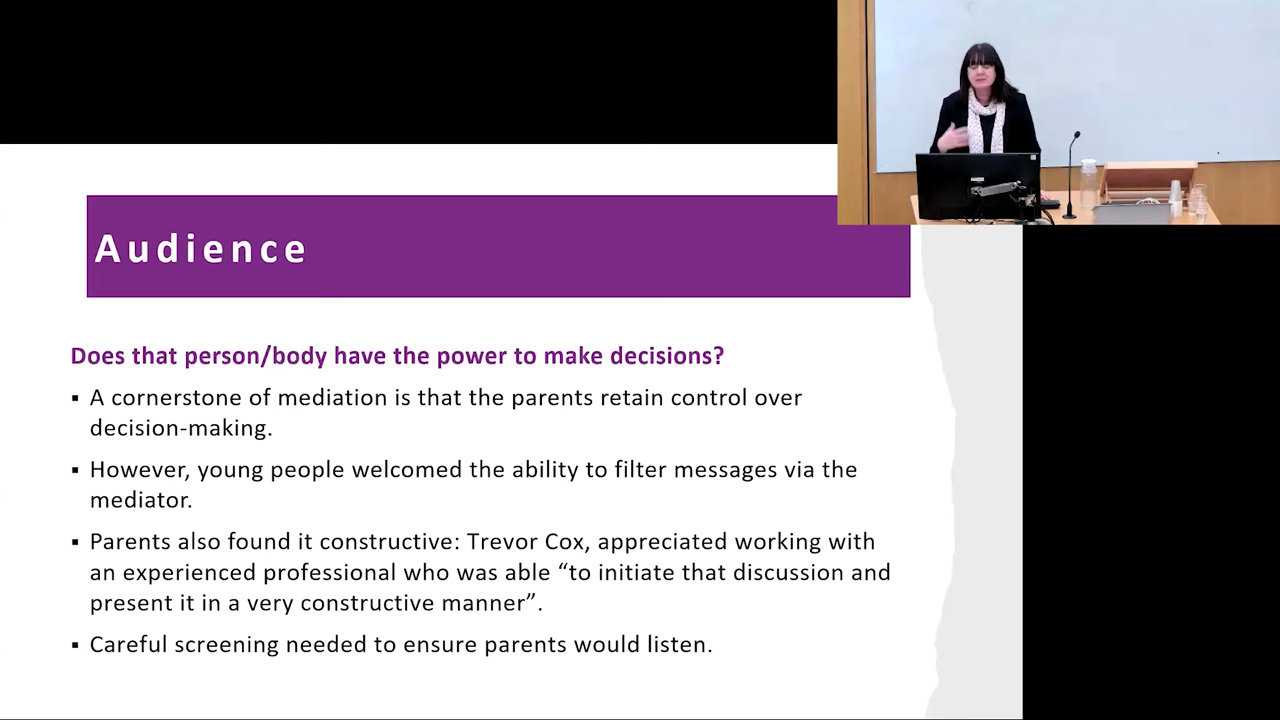 Audience
Does that person/body have the power to make decisions?
▪ A cornerstone of mediation is that the parents retain control over
decision-making.
▪ However, young people welcomed the ability to filter messages via the
mediator.
▪ Parents also found it constructive: Trevor Cox, appreciated working with
an experienced professional who was able “to initiate that discussion and
present it in a very constructive manner”.
▪ Careful screening needed to ensure parents would listen.